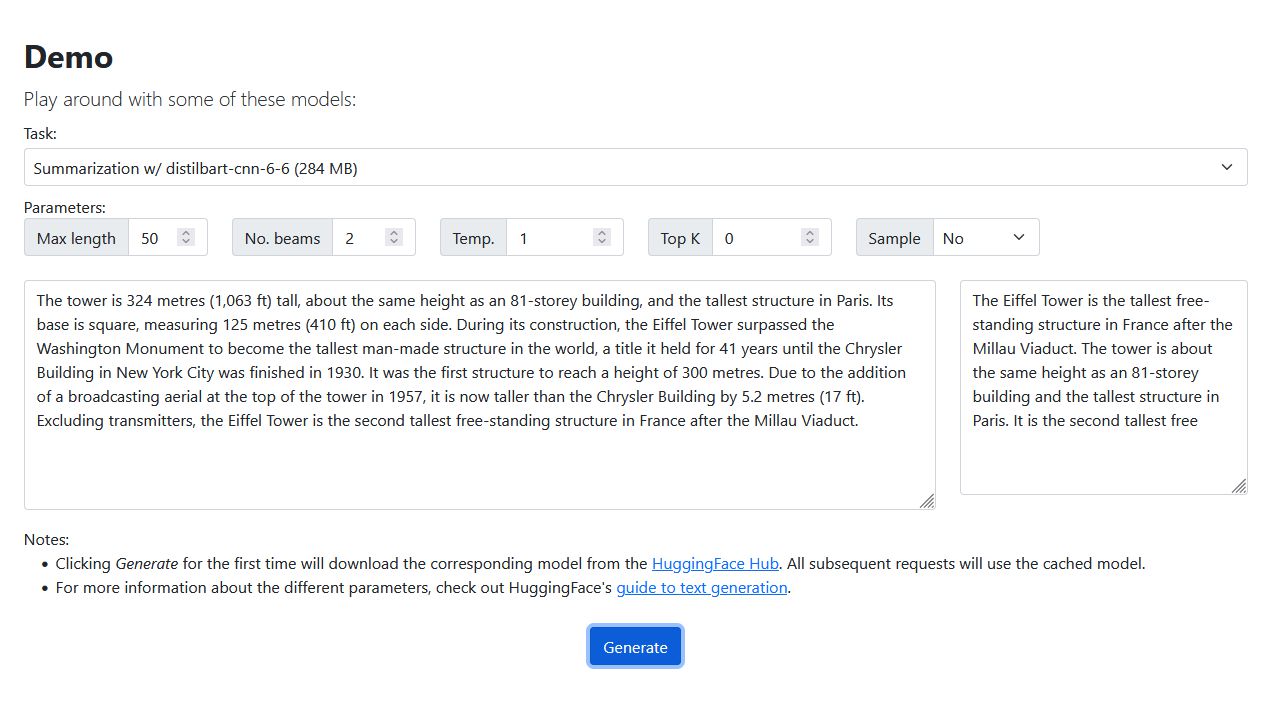 Demo
Play around with some of these models:
Task:
Summarization w/ distilbart-cnn-6-6 (284 MB)
Parameters:
Max length 50 No. beams 2 Temp. 1 Top K 0 Sample No
The tower is 324 metres (1,063 ft) tall, about the same height as an 81-storey building, and the tallest structure in Paris. Its
base is square, measuring 125 metres (410 ft) on each side. During its construction, the Eiffel Tower surpassed the
Washington Monument to become the tallest man-made structure in the world, a title it held for 41 years until the Chrysler
Building in New York City was finished in 1930. It was the first structure to reach a height of 300 metres. Due to the addition
of a broadcasting aerial at the top of the tower in 1957, it is now taller than the Chrysler Building by 5.2 metres (17 ft).
Excluding transmitters, the Eiffel Tower is the second tallest free-standing structure in France after the Millau Viaduct.
The Eiffel Tower is the tallest free-
standing structure in France after the
Millau Viaduct. The tower is about
the same height as an 81-storey
building and the tallest structure in
Paris. It is the second tallest free
Notes:
• Clicking Generate for the first time will download the corresponding model from the HuggingFace Hub. All subsequent requests will use the cached model.
• For more information about the different parameters, check out HuggingFace's guide to text generation.
Generate